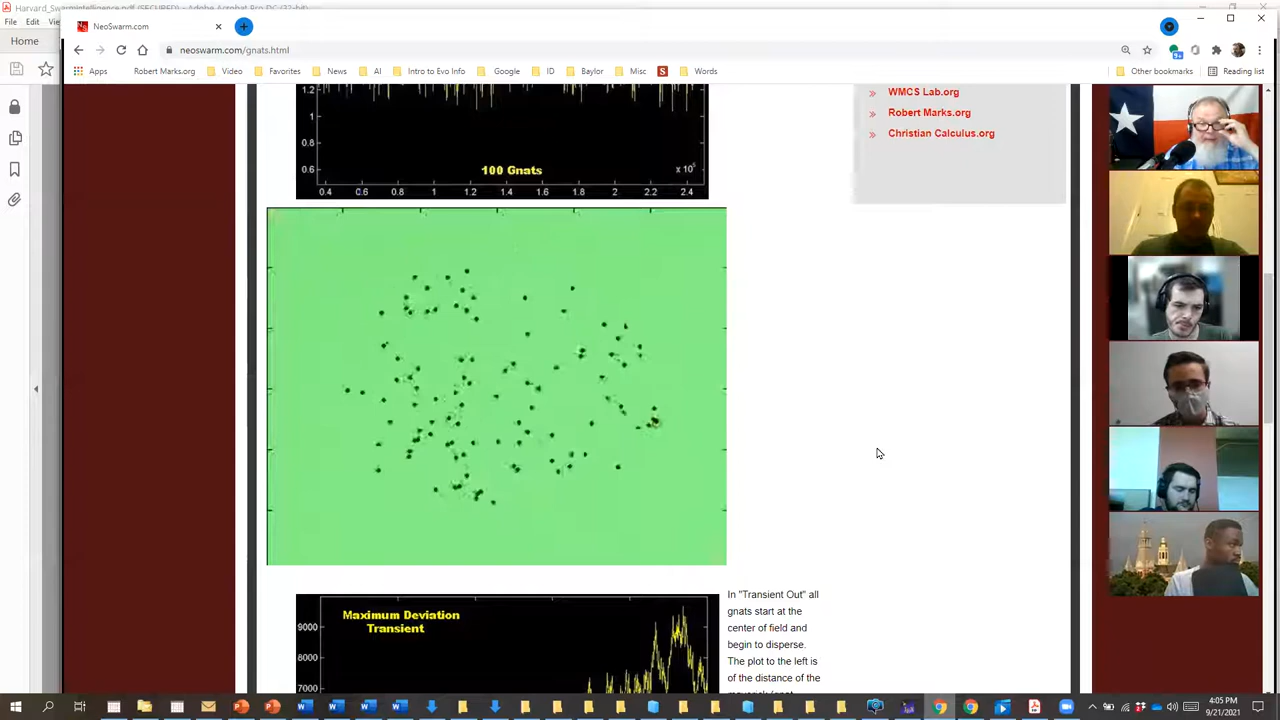 Harvard_Swarmintelligence.pdf (SECURED) - Adobe Acrobat Pro DC (32-bit)
File Ed
NeoSwarm.com
Home
neoswarm.com/gnats.html
Apps Robert Marks.org Video Favorites News AI Intro to Evo Info Google ID Baylor Misc S Words Other bookmarks Reading list
WMCS Lab.org
Robert Marks.org
Christian Calculus.org
1.2
1
0.8
0.6
100 Gnats
x 10
0.4 0.6 0.8 1 1.2 1.4 1.6 1.8 2 2.2 2.4
Maximum Deviation
Transient
9000
8000
7000
In "Transient Out" all
gnats start at the
center of field and
begin to disperse.
The plot to the left is
of the distance of the
4:05 PM
9/21/2021